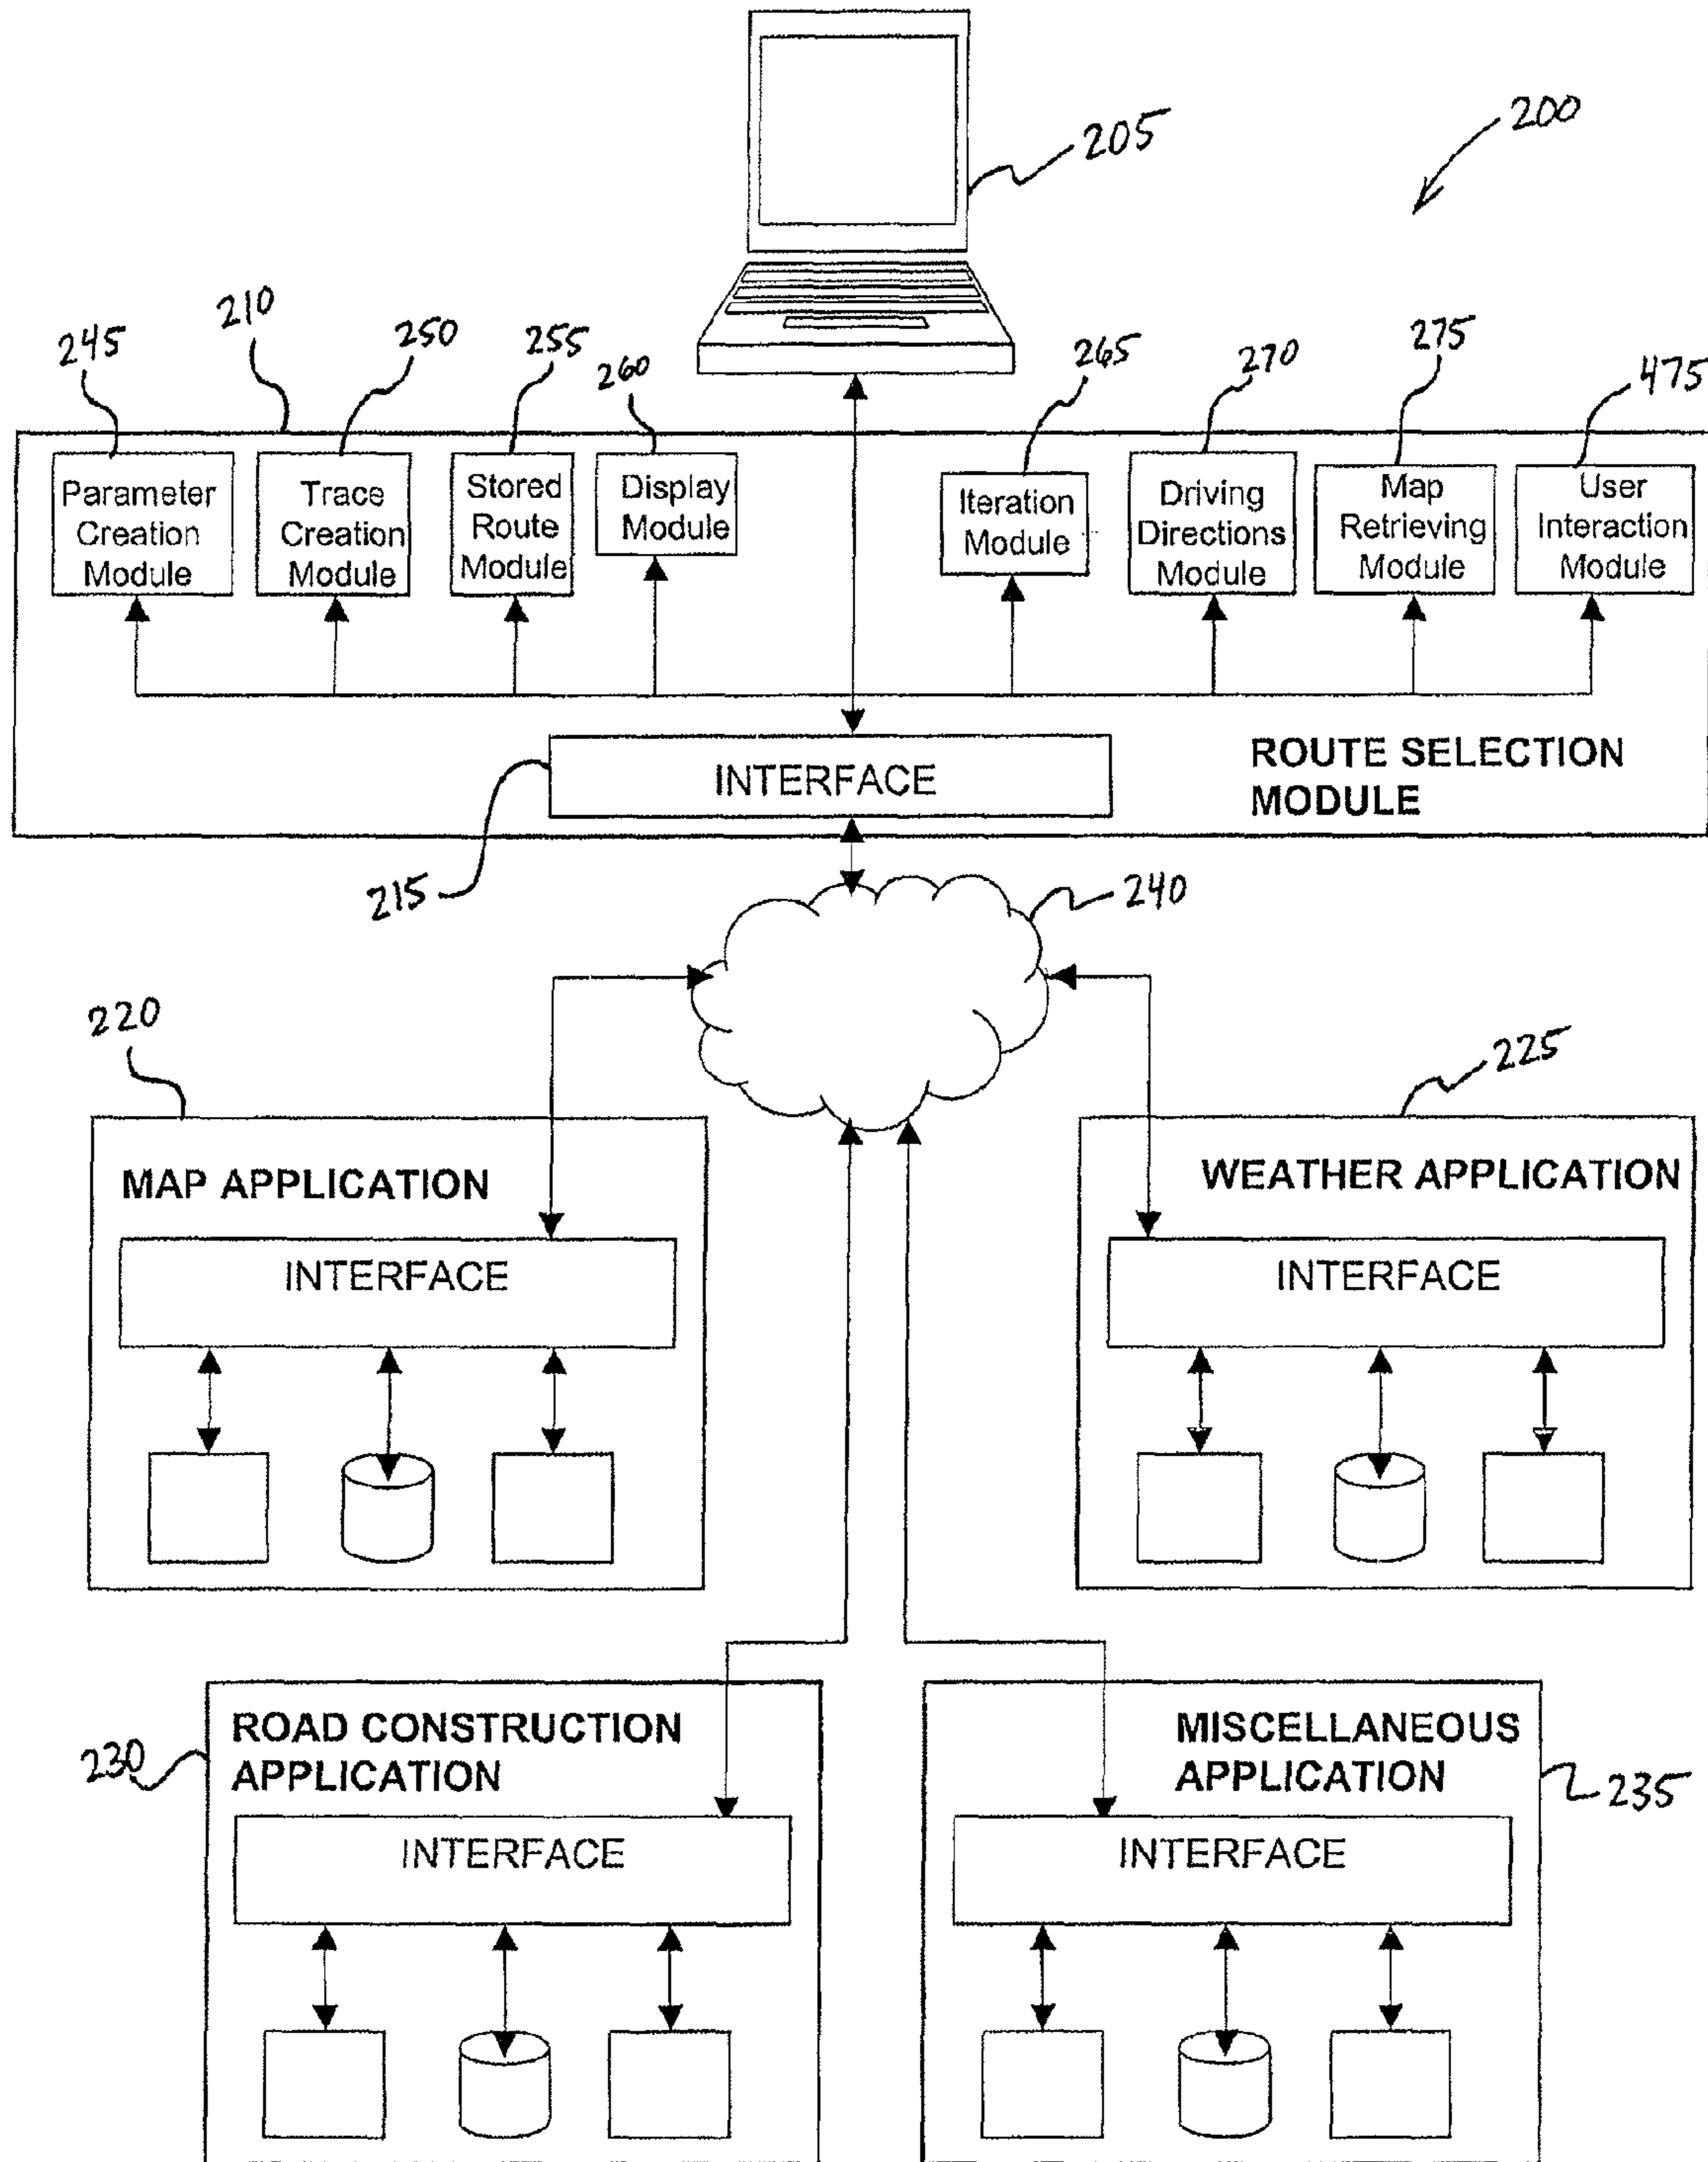 200
205
210
245
250
255
260
265
270
275
475
Parameter
Creation
Module
Trace
Creation
Module
Stored
Route
Module
Display
Module
Iteration
Module
Driving
Directions
Module
Map
Retrieving
Module
User
Interaction
Module
INTERFACE
ROUTE SELECTION
MODULE
215
240
220
225
MAP APPLICATION
INTERFACE
WEATHER APPLICATION
INTERFACE
230
ROAD CONSTRUCTION
APPLICATION
INTERFACE
MISCELLANEOUS
APPLICATION
INTERFACE
235